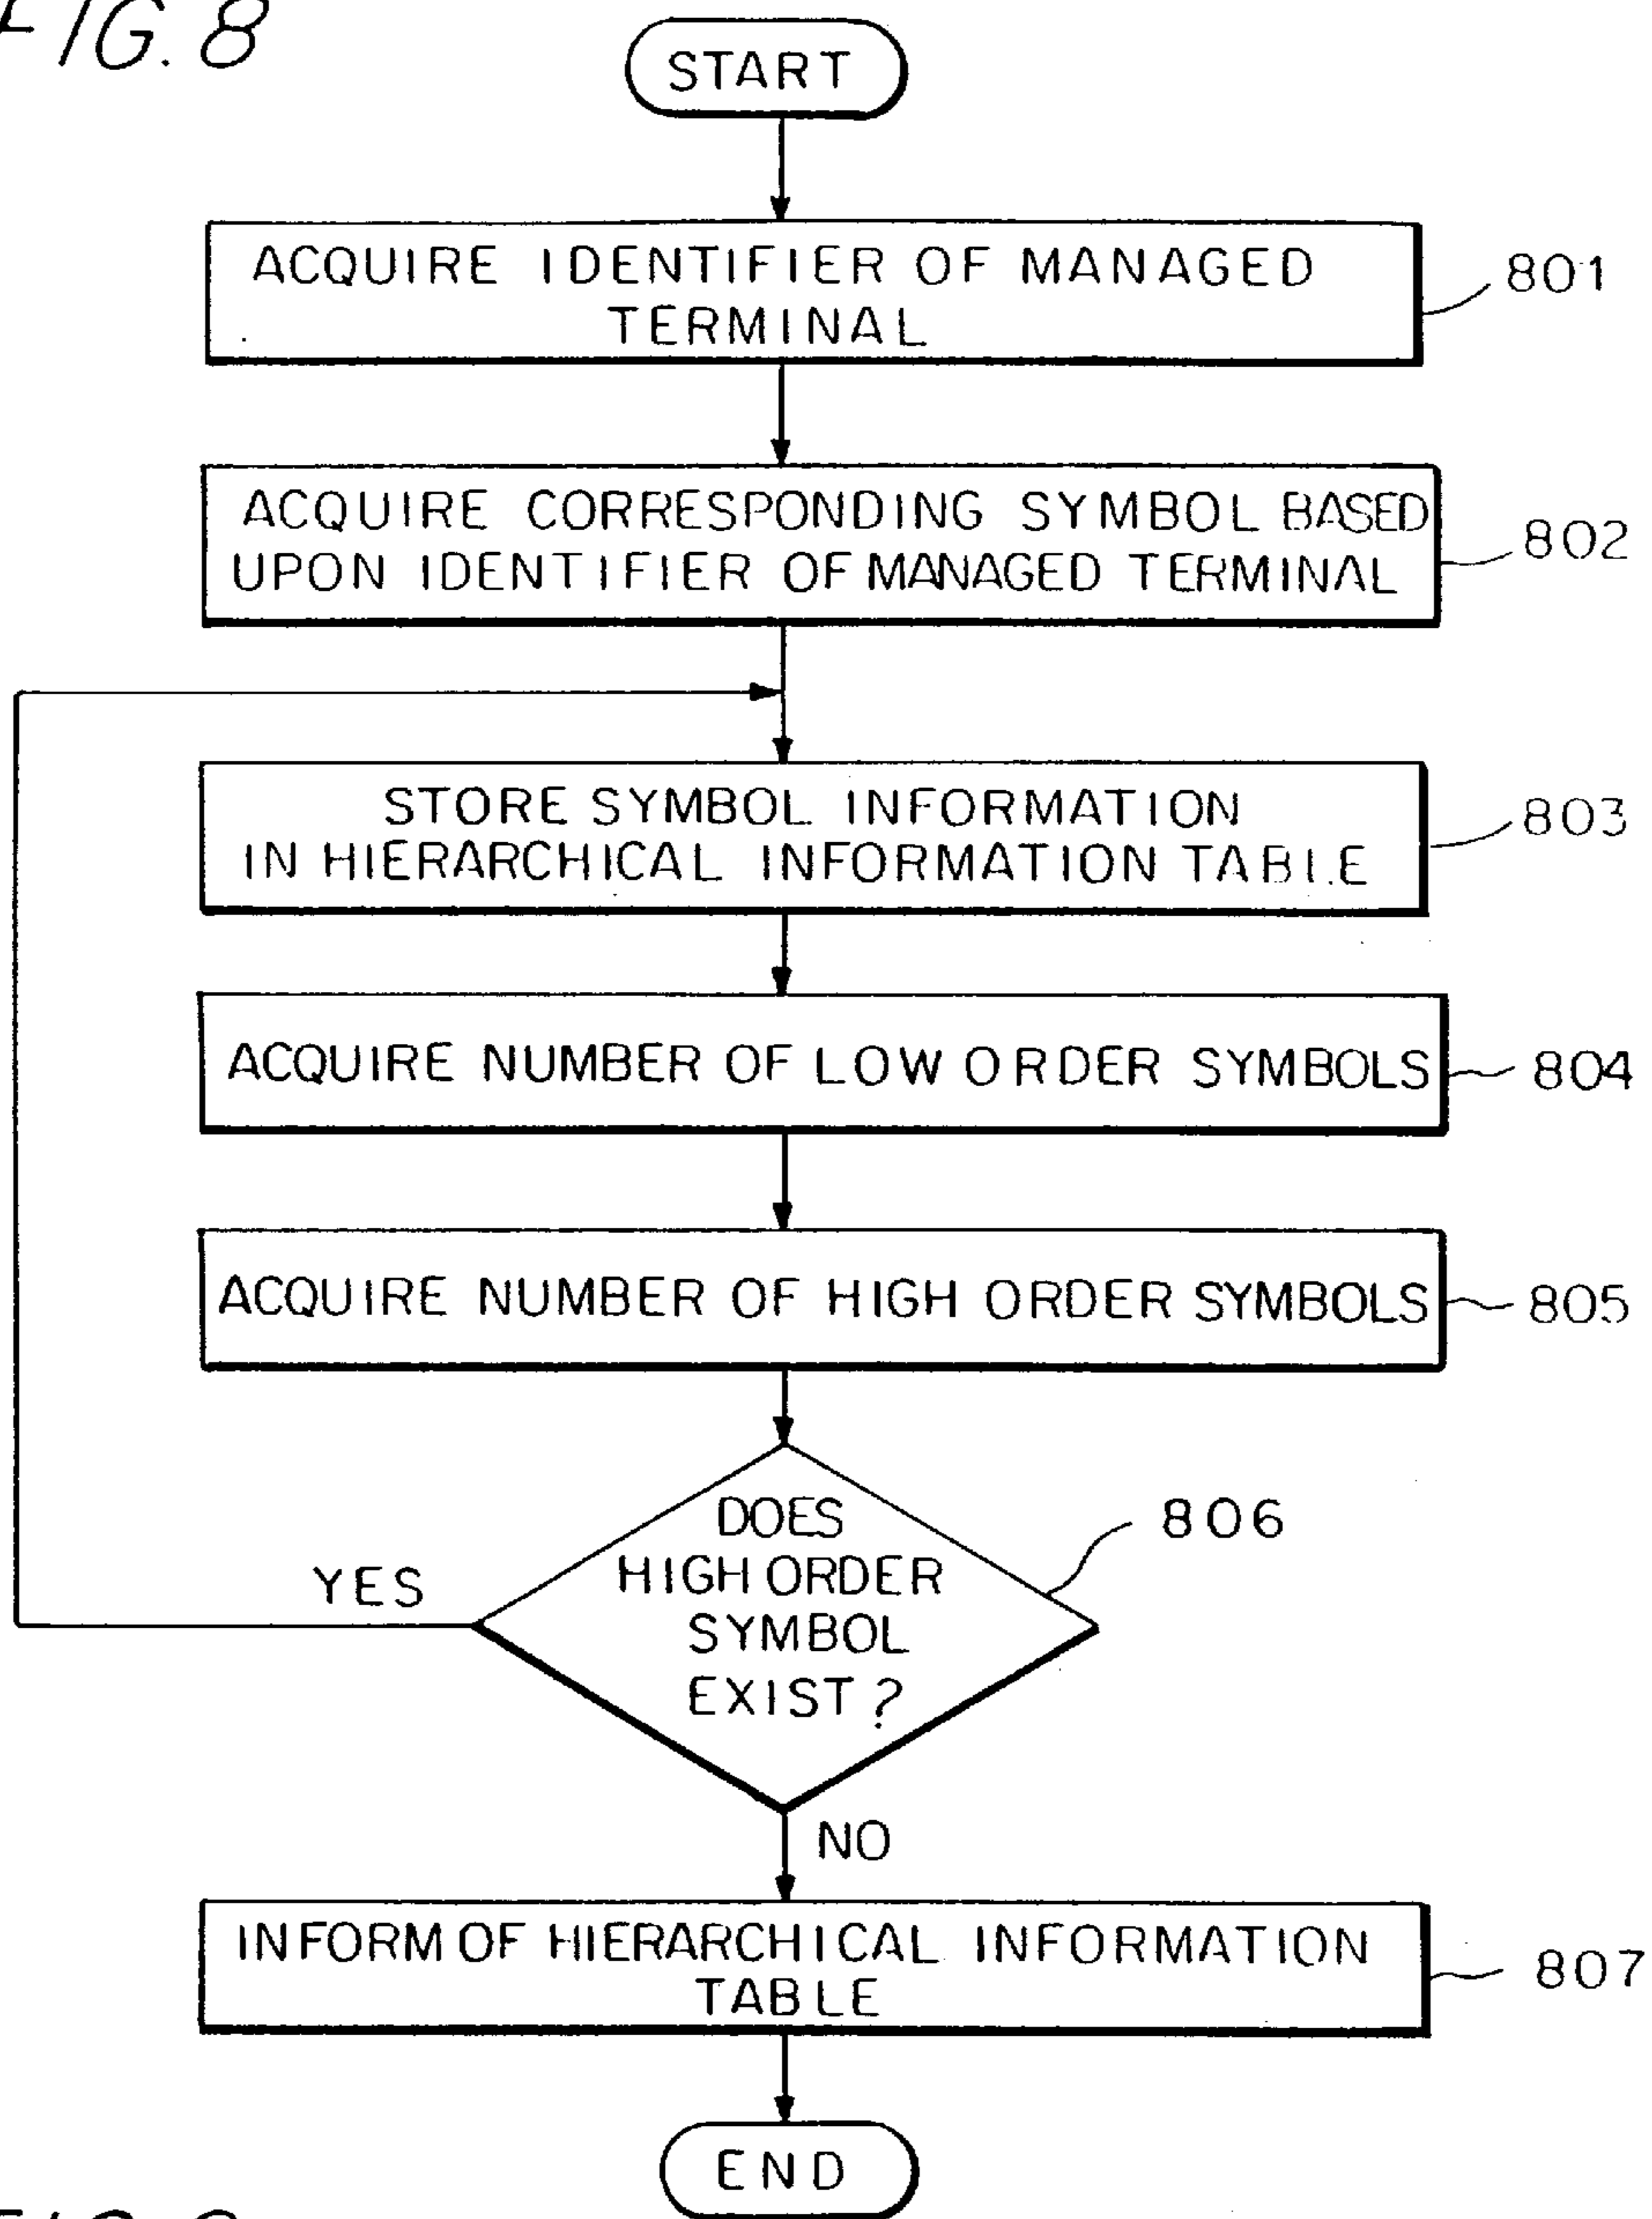 FIG. 8
START
ACQUIRE IDENTIFIER OF MANAGED
TERMINAL
801
ACQUIRE CORRESPONDING SYMBOL BASED
UPON IDENTIFIER OF MANAGED TERMINAL
802
STORE SYMBOL INFORMATION
IN HIERARCHICAL INFORMATION TABLE
803
ACQUIRE NUMBER OF LOW ORDER SYMBOLS
804
ACQUIRE NUMBER OF HIGH ORDER SYMBOLS
805
DOES
HIGH ORDER
SYMBOL
EXIST?
806
YES
NO
INFORM OF HIERARCHICAL INFORMATION
TABLE
807
END